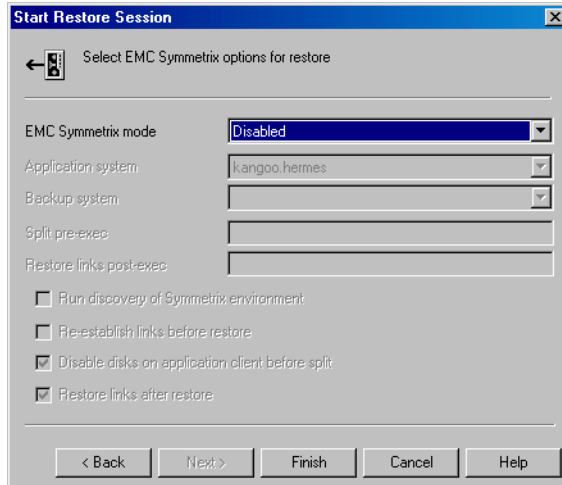 Start Restore Session
Select EMC Symmetrix options for restore
EMC Symmetrix mode Disabled
Application system kangoo.hermes
Backup system
Split pre-exec
Restore links post-exec
Run discovery of Symmetrix environment
Re-establish links before restore
Disable disks on application client before split
Restore links after restore
< Back Next > Finish Cancel Help